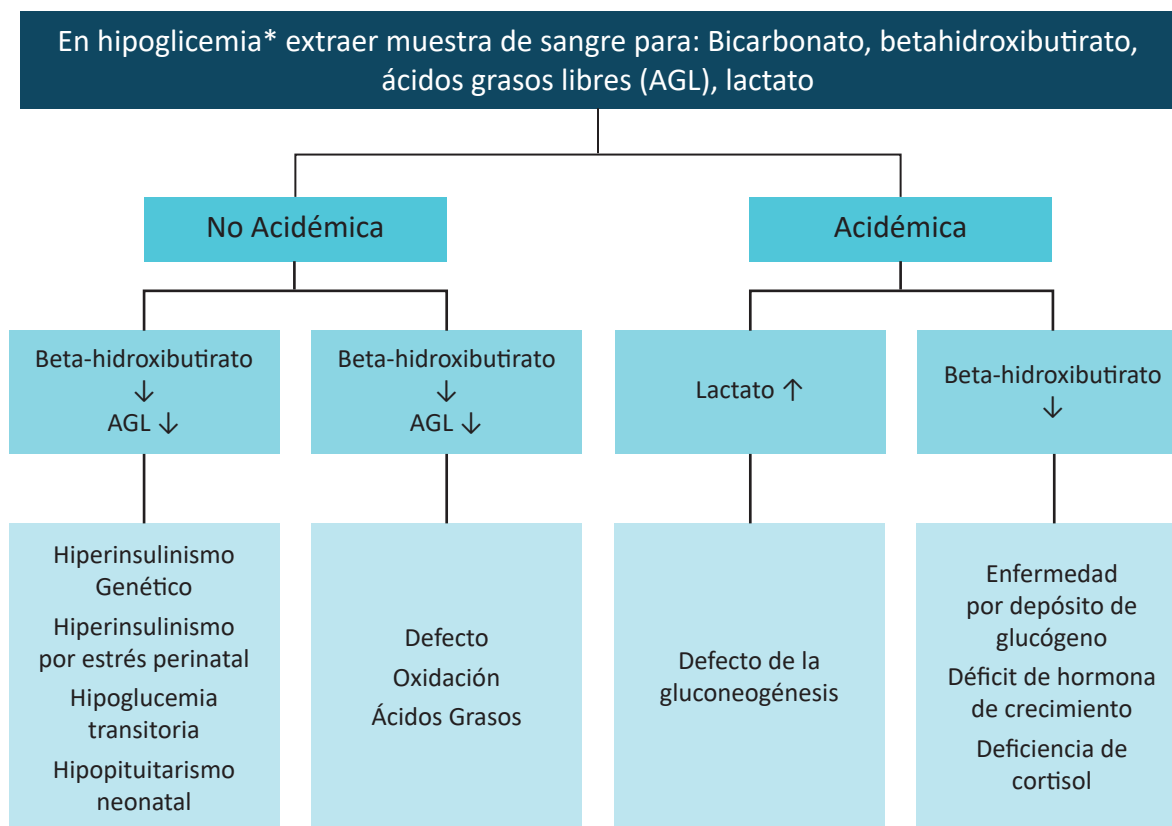 En hipoglicemia* extraer muestra de sangre para: Bicarbonato, betahidroxibutirato,
ácidos grasos libres (AGL), lactato
No Acidémica
Acidémica
Beta-hidroxibutirato
↓
AGL ↓
Beta-hidroxibutirato
↓
AGL ↓
Lactato ↑
Beta-hidroxibutirato
↓
Hiperinsulinismo
Genético
Hiperinsulinismo
por estrés perinatal
Hipoglucemia
transitoria
Hipopituitarismo
neonatal
Defecto
Oxidación
Ácidos Grasos
Defecto de la
gluconeogénesis
Enfermedad
por depósito de
glucógeno
Déficit de hormona
de crecimiento
Deficiencia de
cortisol